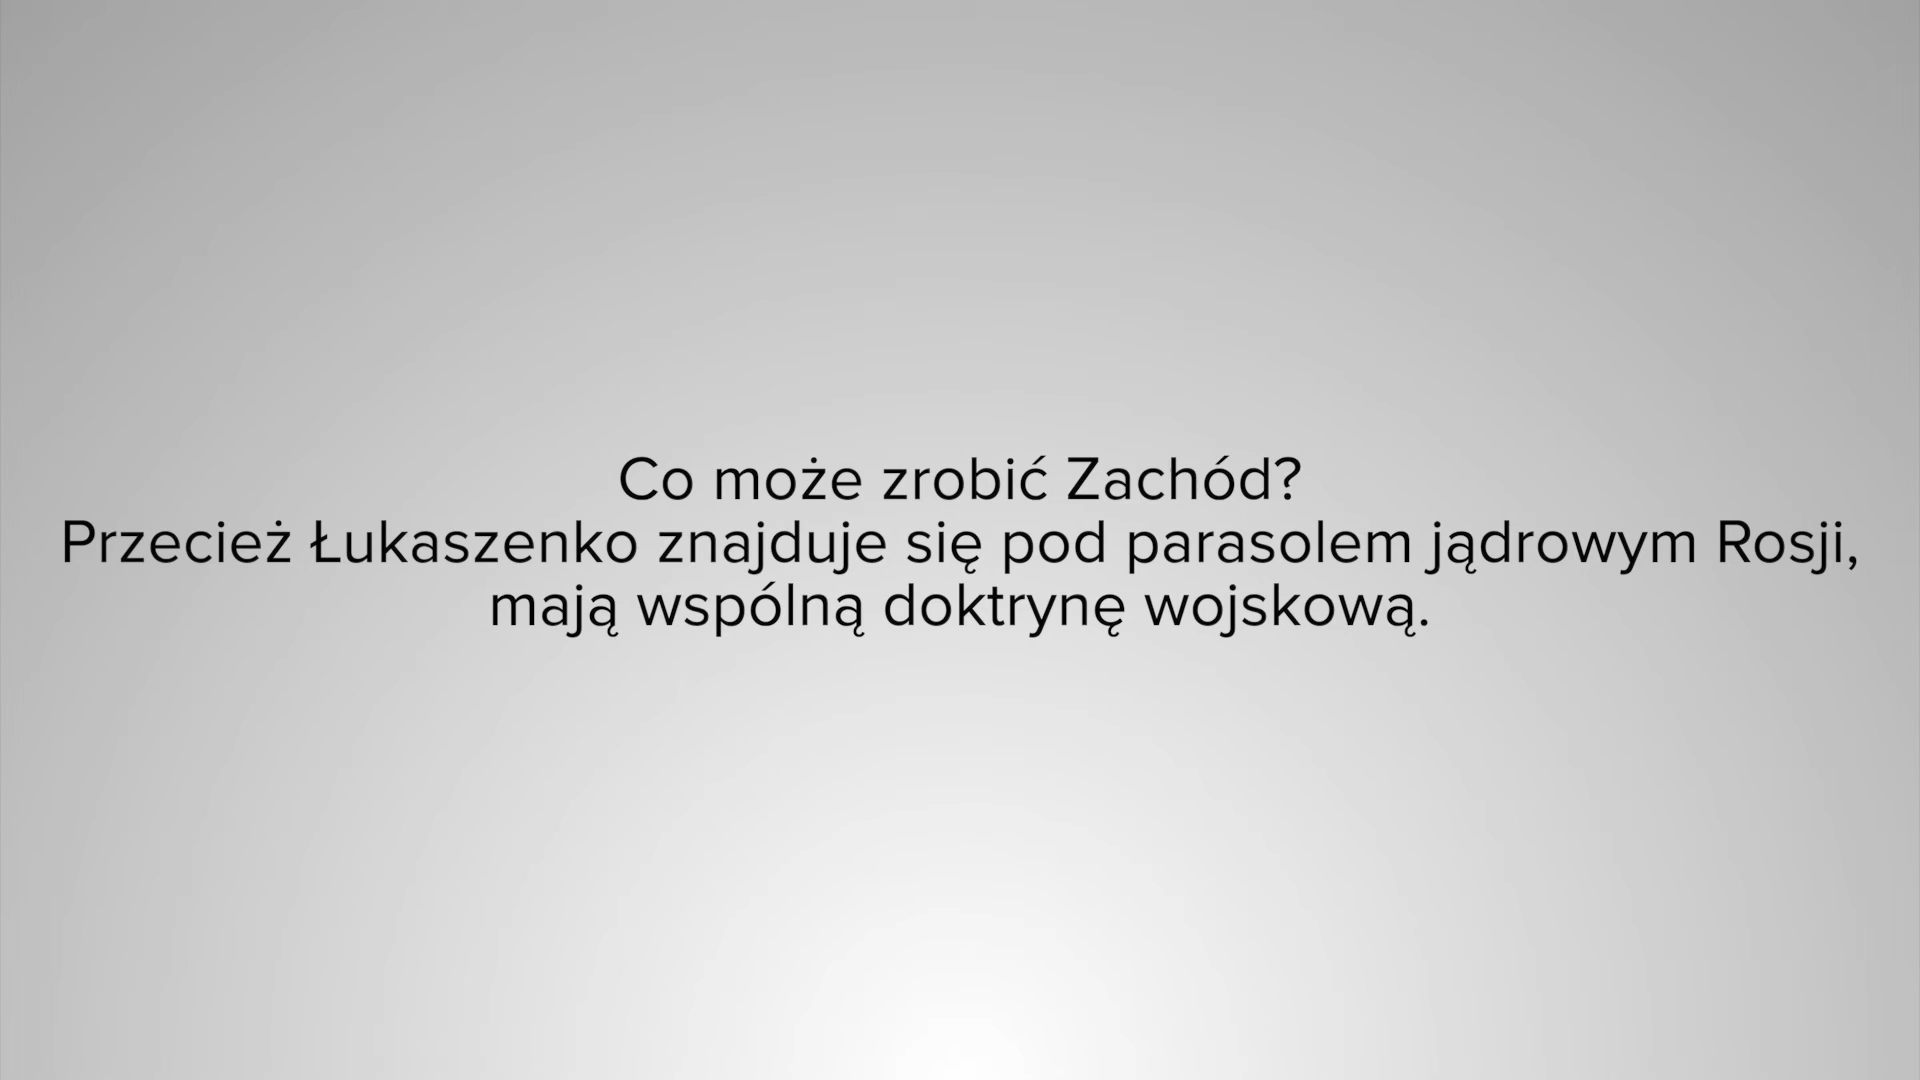 Co może zrobić Zachód?
Przecież Łukaszenko znajduje się pod parasolem jądrowym Rosji,
mają wspólną doktrynę wojskową.